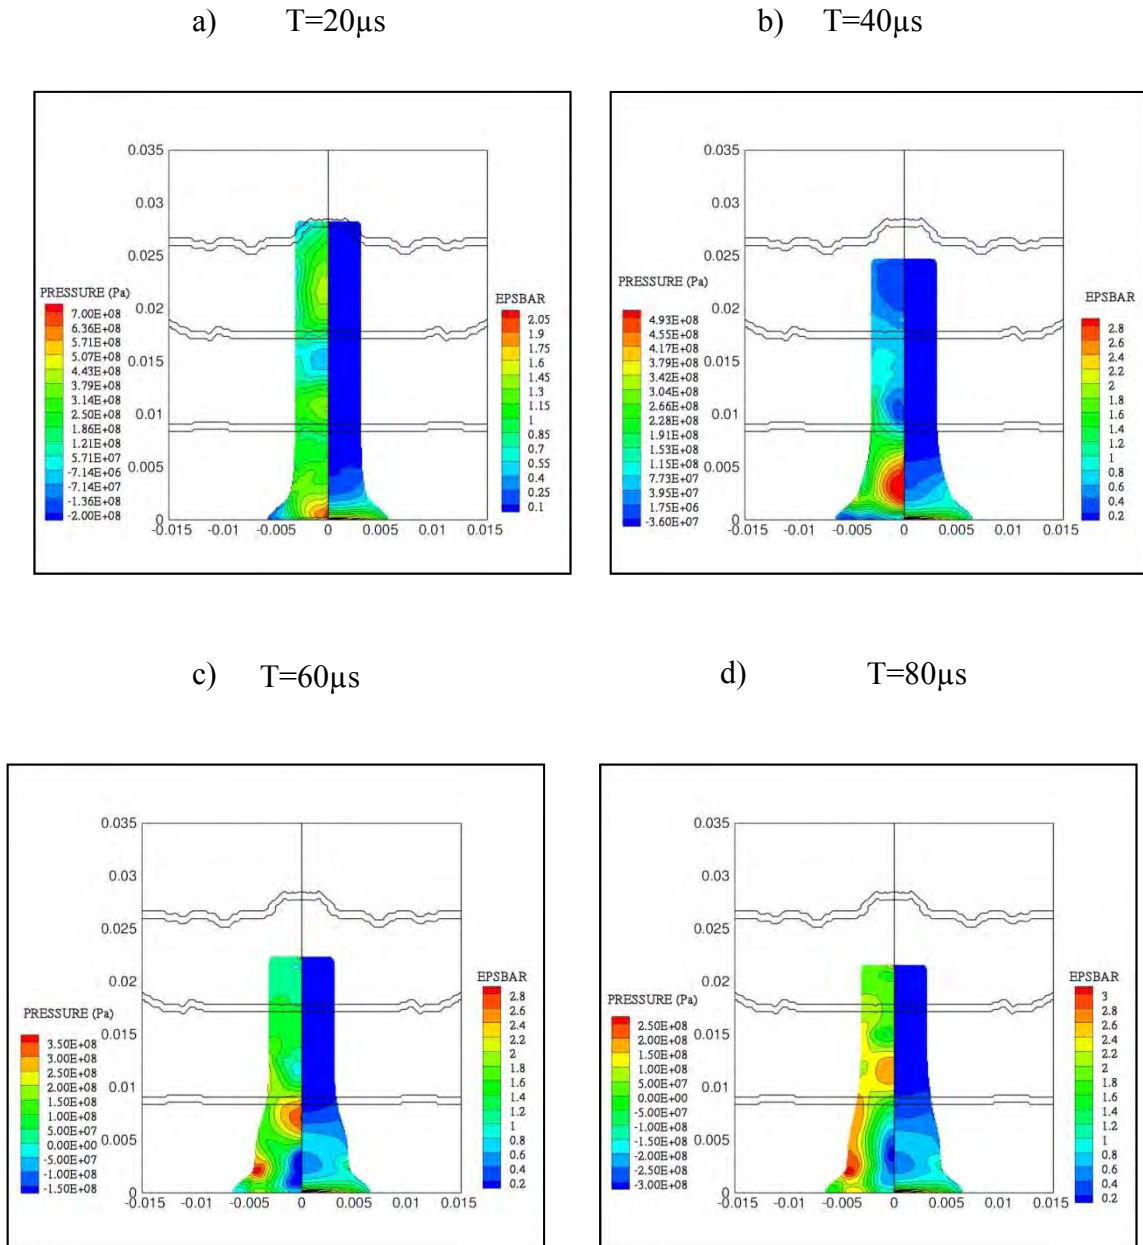 a) T=20µs
b) T=40µs
0.035
0.03
0.025
0.02
0.015
0.01
0.005
0
-0.015 -0.01 -0.005 0 0.005 0.01 0.015
PRESSURE (Pa)
7.00E+08
6.36E+08
5.71E+08
5.07E+08
4.43E+08
3.79E+08
3.14E+08
2.50E+08
1.86E+08
1.21E+08
5.71E+07
-7.14E+06
-7.14E+07
-1.36E+08
-2.00E+08
EPSBAR
2.05
1.9
1.75
1.6
1.45
1.3
1.15
1
0.85
0.7
0.55
0.4
0.25
0.1
0.035
0.03
0.025
0.02
0.015
0.01
0.005
0
-0.015 -0.01 -0.005 0 0.005 0.01 0.015
PRESSURE (Pa)
4.93E+08
4.55E+08
4.17E+08
3.79E+08
3.42E+08
3.04E+08
2.66E+08
2.28E+08
1.91E+08
1.53E+08
1.15E+08
7.73E+07
3.95E+07
1.75E+06
-3.60E+07
EPSBAR
2.8
2.6
2.4
2.2
2
1.8
1.6
1.4
1.2
1
0.8
0.6
0.4
0.2
c) T=60µs
d) T=80µs
0.035
0.03
0.025
0.02
0.015
0.01
0.005
0
-0.015 -0.01 -0.005 0 0.005 0.01 0.015
PRESSURE (Pa)
3.50E+08
3.00E+08
2.50E+08
2.00E+08
1.50E+08
1.00E+08
5.00E+07
0.00E+00
-5.00E+07
-1.00E+08
-1.50E+08
EPSBAR
2.8
2.6
2.4
2.2
2
1.8
1.6
1.4
1.2
1
0.8
0.6
0.4
0.2
0.035
0.03
0.025
0.02
0.015
0.01
0.005
0
-0.015 -0.01 -0.005 0 0.005 0.01 0.015
PRESSURE (Pa)
2.50E+08
2.00E+08
1.50E+08
1.00E+08
5.00E+07
0.00E+00
-5.00E+07
-1.00E+08
-1.50E+08
-2.00E+08
-2.50E+08
-3.00E+08
EPSBAR
3
2.8
2.6
2.4
2.2
2
1.8
1.6
1.4
1.2
1
0.8
0.6
0.4
0.2